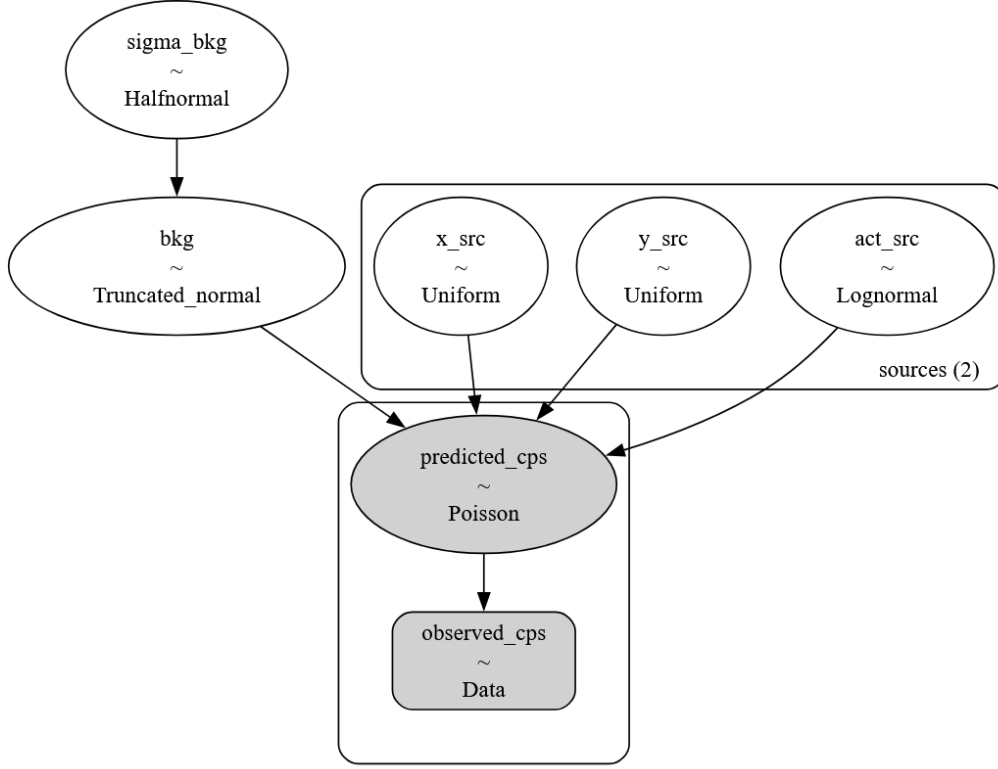 sigma_bkg
~
Halfnormal
bkg
~
Truncated_normal
x_src
~
Uniform
y_src
~
Uniform
act_src
~
Lognormal
sources (2)
predicted_cps
~
Poisson
observed_cps
~
Data